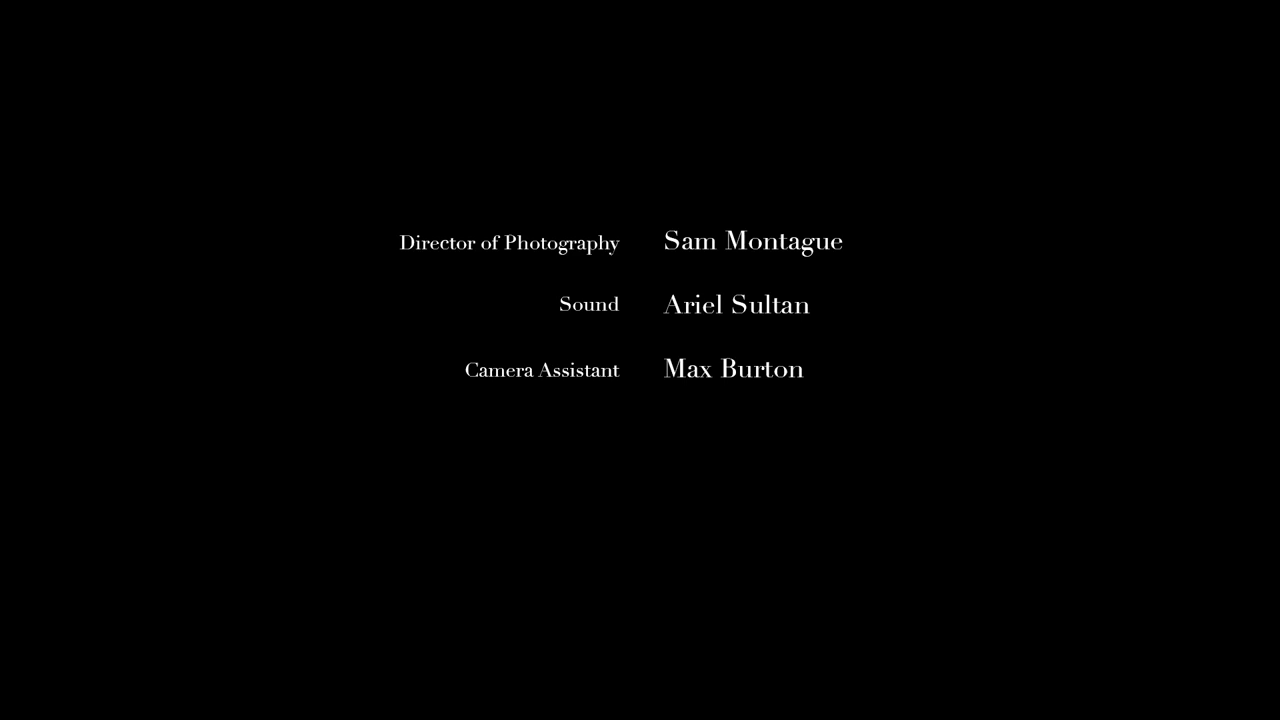 Director of Photography Sam Montague
Sound Ariel Sultan
Camera Assistant Max Burton